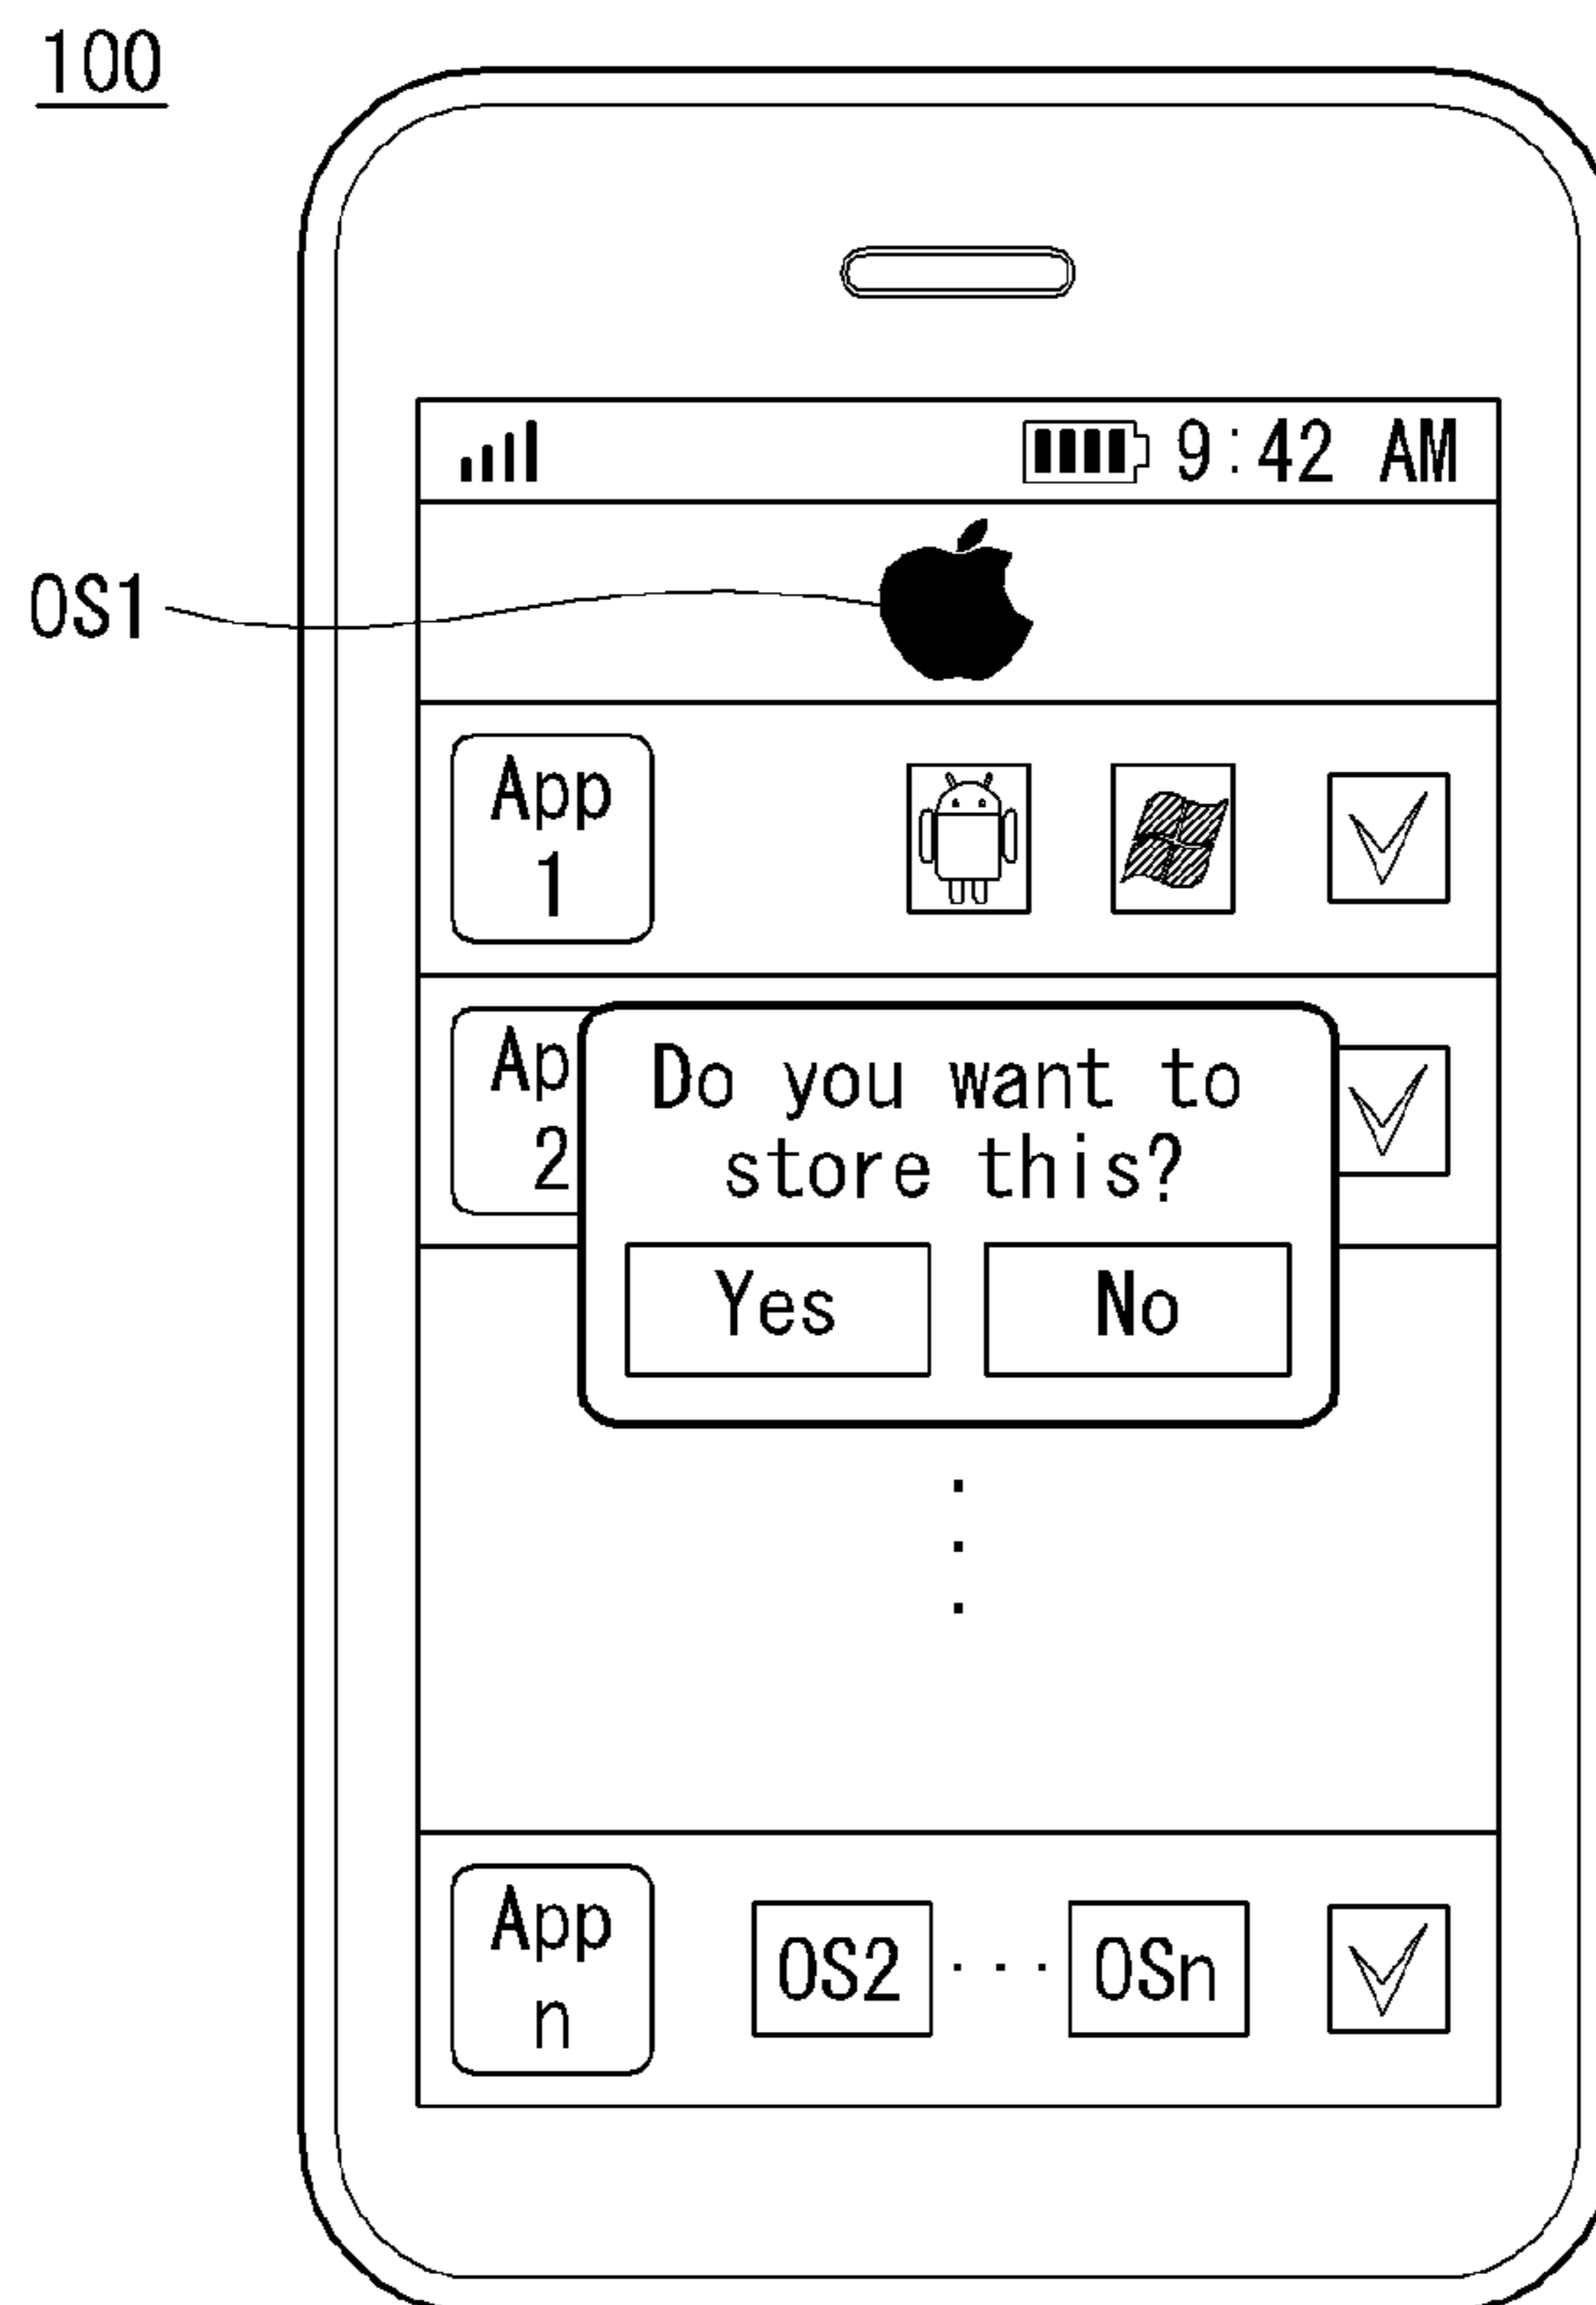 100
9:42 AM
OS1
App
1
Ap
2
Do you want to
store this?
Yes No
App
n
OS2 ··· OSn